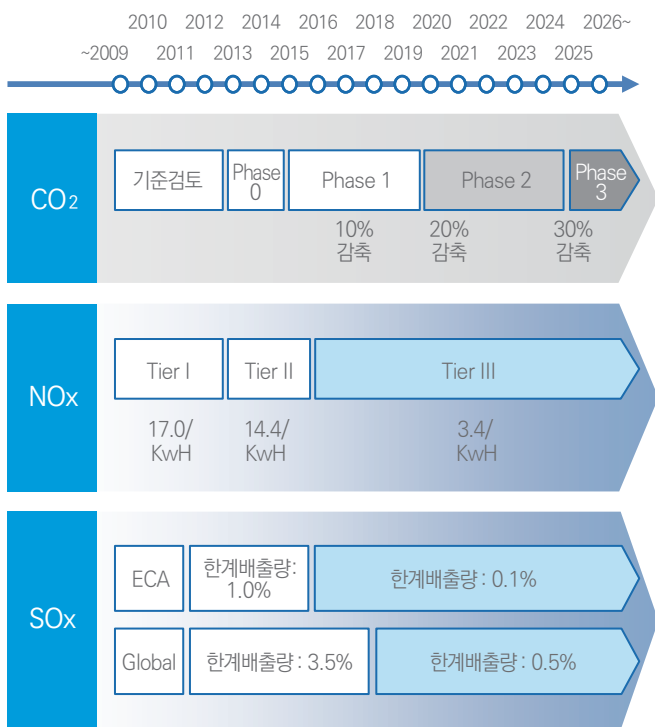 2010 2012 2014 2016 2018 2020 2022 2024 2026~
~2009 2011 2013 2015 2017 2019 2021 2023 2025
CO2
기준검토
Phase
0
Phase 1
Phase 2
Phase
3
10%
감축
20%
감축
30%
감축
NOx
Tier I
Tier II
Tier III
17.0/
KwH
14.4/
KwH
3.4/
KwH
SOx
ECA
한계배출량:
1.0%
한계배출량 : 0.1%
Global
한계배출량 : 3.5%
한계배출량 : 0.5%